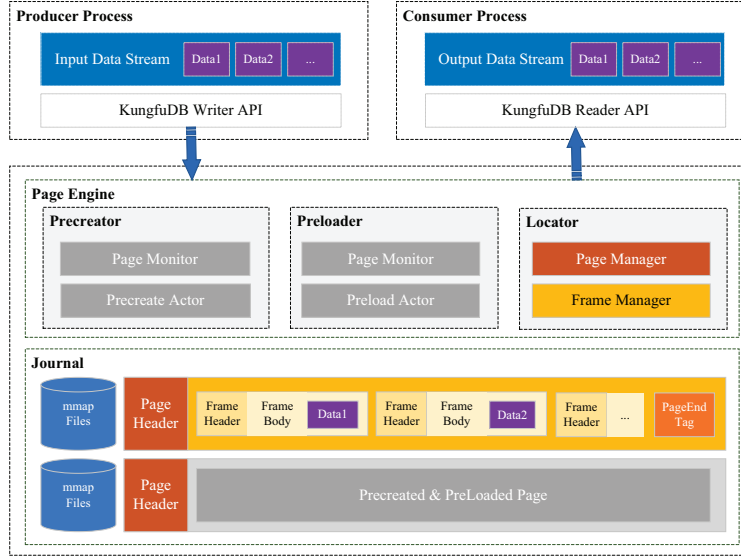 Producer Process
Input Data Stream
Data1
Data2
...
KungfuDB Writer API
Consumer Process
Output Data Stream
Data1
Data2
...
KungfuDB Reader API
Page Engine
Precreator
Page Monitor
Precreate Actor
Preloader
Page Monitor
Preload Actor
Locator
Page Manager
Frame Manager
Journal
mmap
Files
Page
Header
Frame
Header
Frame
Body
Data1
Frame
Header
Frame
Body
Data2
Frame
Header
...
PageEnd
Tag
mmap
Files
Page
Header
Precreated & PreLoaded Page